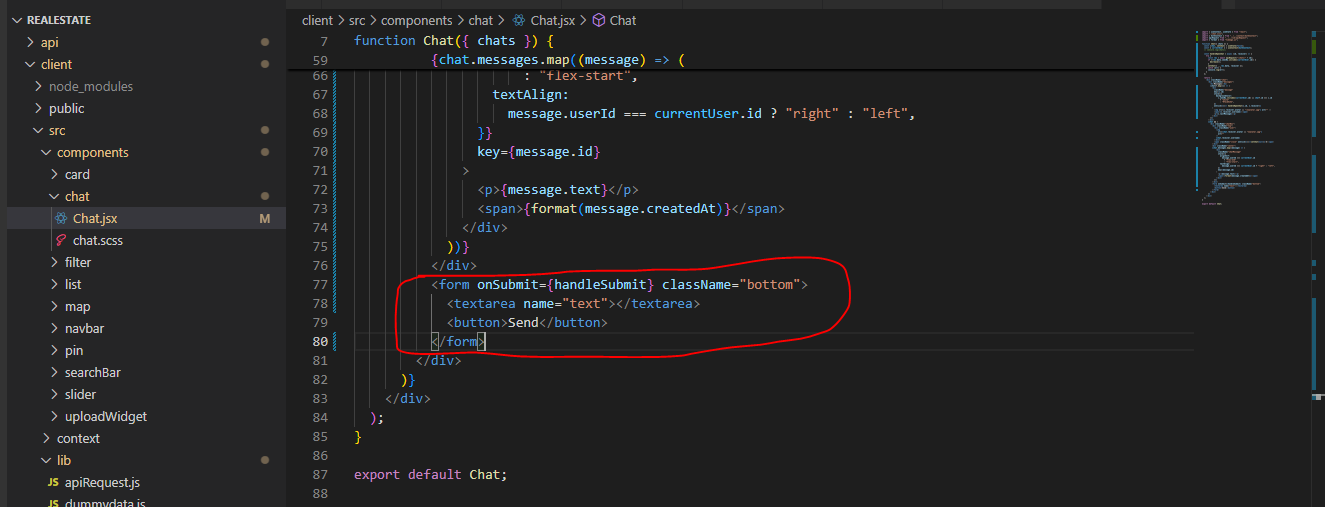 REALESTATE
api
client
node_modules
public
src
components
card
chat
Chat.jsx M
chat.scss
filter
list
map
navbar
pin
searchBar
slider
uploadWidget
context
lib
JS apiRequest.js
JS dummydata.js
client > src > components > chat > Chat.jsx > Chat
7 function Chat({ chats }) {
59 {chat.messages.map((message) => (
66 : "flex-start",
67 textAlign:
68 message.userId === currentUser.id ? "right" : "left",
69 }}
70 key={message.id}
71 >
72 <p>{message.text}</p>
73 <span>{format(message.createdAt)}</span>
74 </div>
75 ))}
76 </div>
77 <form onSubmit={handleSubmit} className="bottom">
78 <textarea name="text"></textarea>
79 <button>Send</button>
80 </form>
81 </div>
82 )}
83 </div>
84 );
85 }
86
87 export default Chat;
88